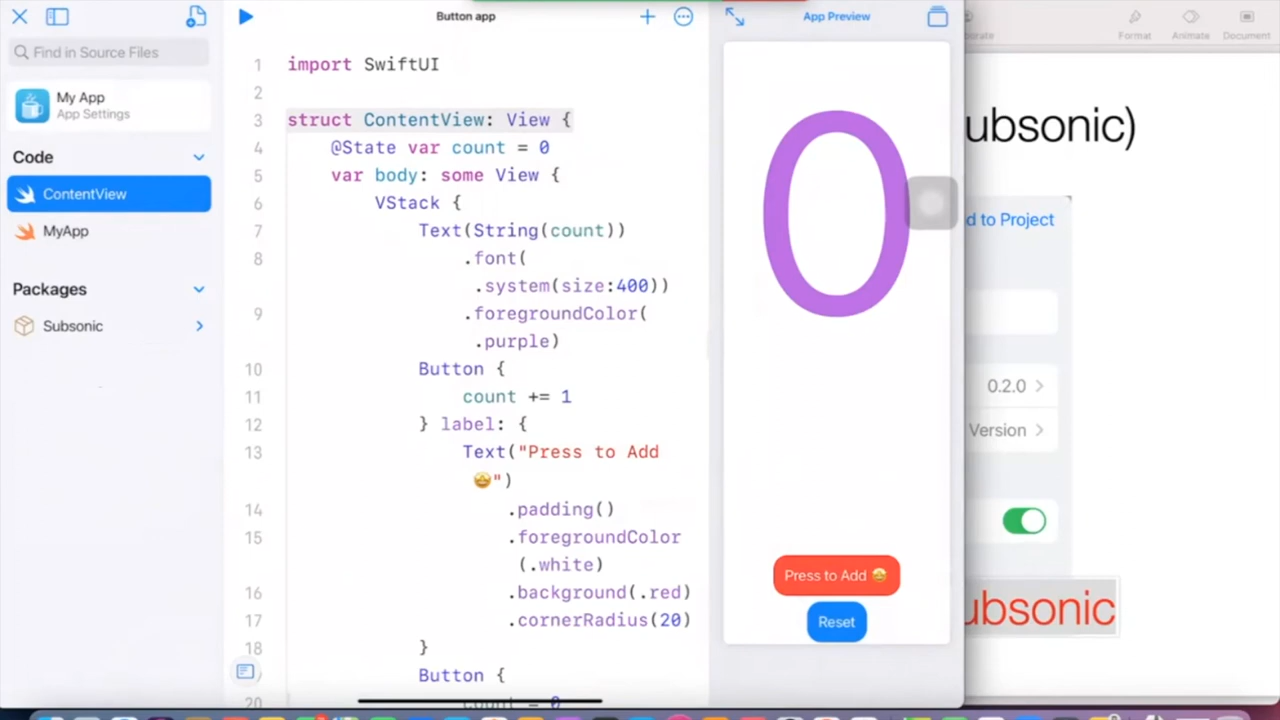 Button app
App Preview
Find in Source Files
My App
App Settings
Code
ContentView
MyApp
Packages
Subsonic
1 import SwiftUI
2
3 struct ContentView: View {
4 @State var count = 0
5 var body: some View {
6 VStack {
7 Text(String(count))
8 .font(
.system(size:400))
9 .foregroundColor(
.purple)
10 Button {
11 count += 1
12 } label: {
13 Text("Press to Add
🤩")
14 .padding()
15 .foregroundColor
(.white)
16 .background(.red)
17 .cornerRadius(20)
18 }
Button {
20 count = 0
0
Press to Add 🤩
Reset
Format
Animate
Document
ubsonic)
d to Project
0.2.0
Version
ubsonic